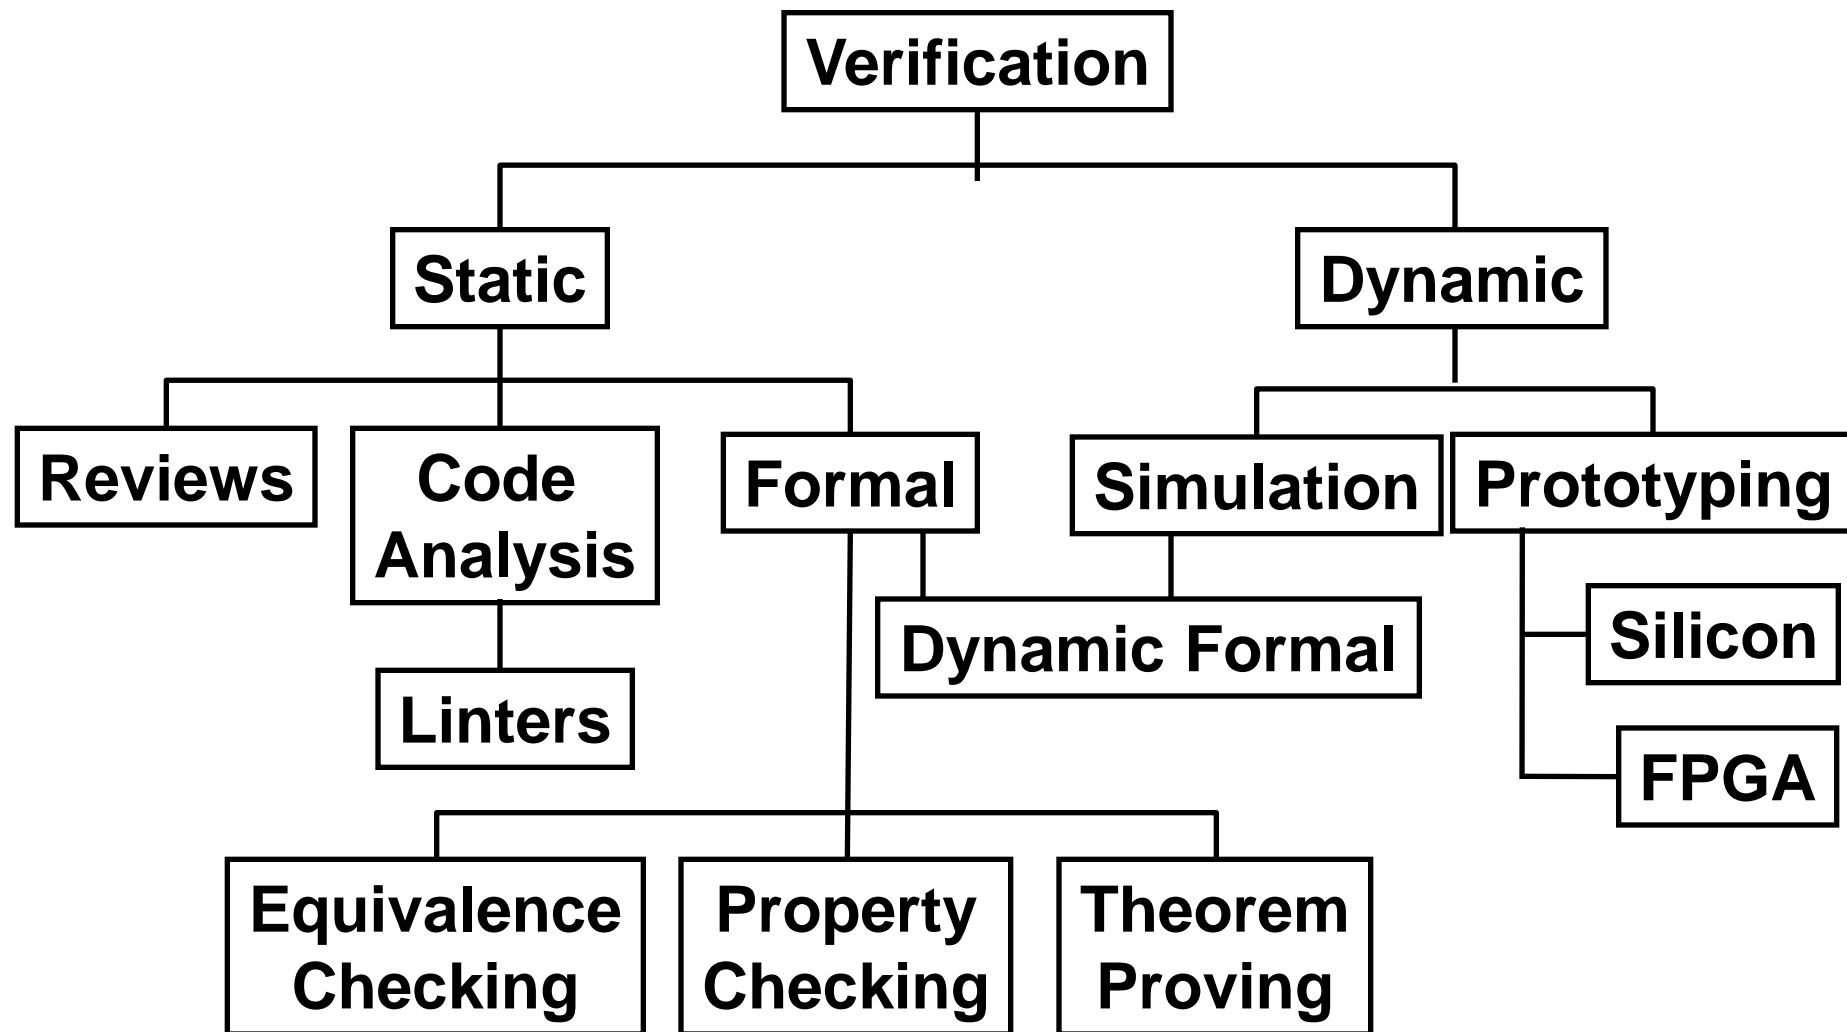 Verification
Static
Dynamic
Reviews
Code
Analysis
Formal
Simulation
Prototyping
Dynamic Formal
Silicon
Linters
FPGA
Equivalence
Checking
Property
Checking
Theorem
Proving